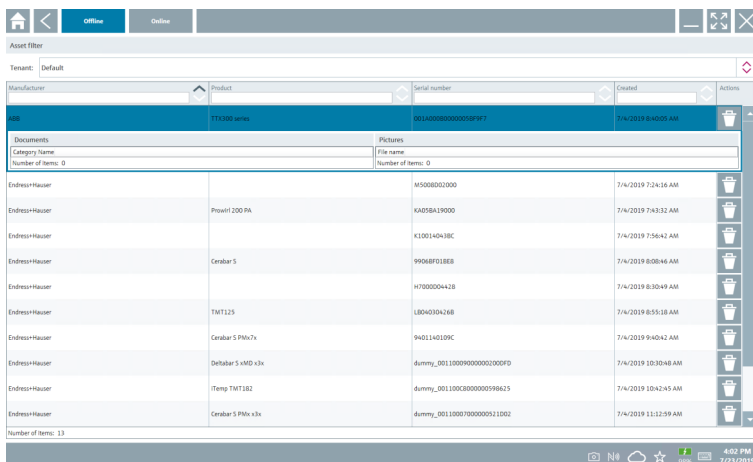 Offline Online
Asset filter
Tenant: Default
Manufacturer Product Serial number Created Actions
ABB TTX300 series 7/4/2019 8:40:05 AM
Documents Pictures
Category Name File name
Number of items: 0 Number of items: 0
Endress+Hauser M5008D02000 7/4/2019 7:24:16 AM
Endress+Hauser Prowirl 200 PA KA05BA19000 7/4/2019 7:43:32 AM
Endress+Hauser K10014043BC 7/4/2019 7:56:42 AM
Endress+Hauser Cerabar S 9906BF01BEB 7/4/2019 8:08:46 AM
Endress+Hauser H7000D04428 7/4/2019 8:30:49 AM
Endress+Hauser TMT125 LB04030426B 7/4/2019 8:55:18 AM
Endress+Hauser Cerabar S PMx7x 9401140109C 7/4/2019 9:40:42 AM
Endress+Hauser Deltabar S xMD x3x dummy_00110009000000200DFD 7/4/2019 10:30:48 AM
Endress+Hauser iTemp TMT182 dummy_001100C8000000598625 7/4/2019 10:42:45 AM
Endress+Hauser Cerabar S PMx x3x dummy_00110007000000521D02 7/4/2019 11:12:59 AM
Number of items: 13
4:02 PM